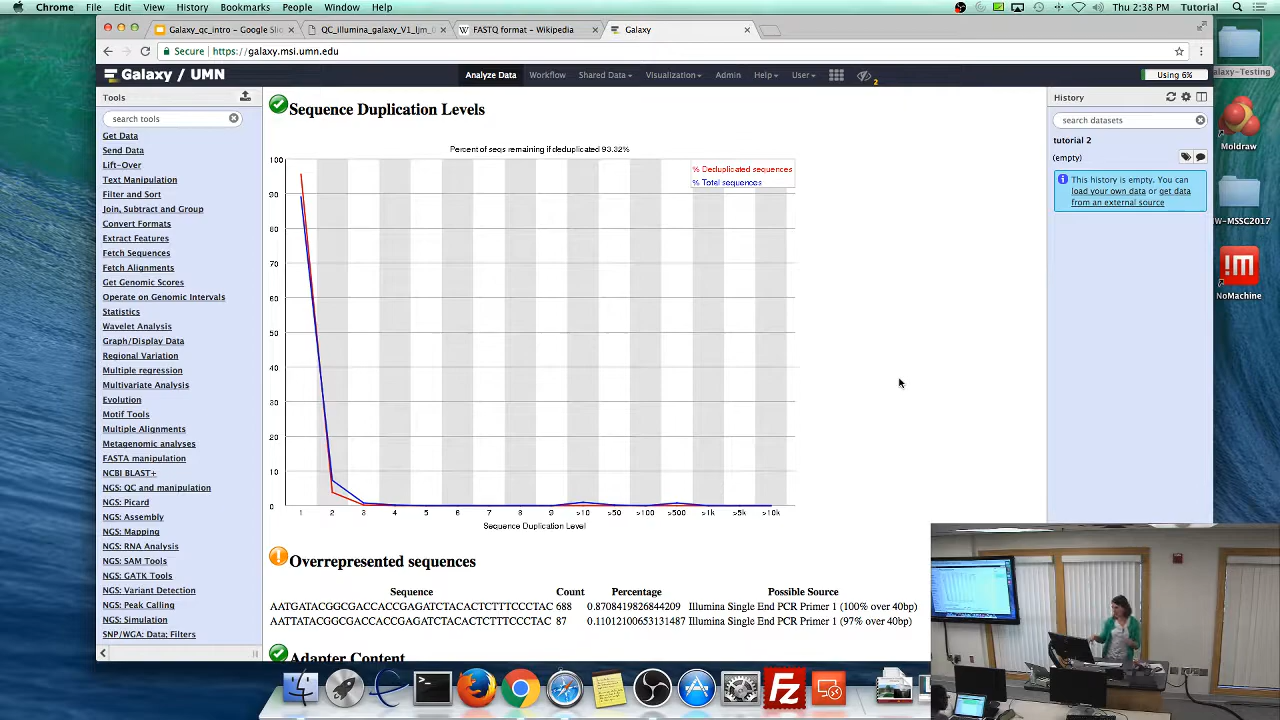 Chrome File Edit View History Bookmarks People Window Help Thu 2:38 PM Tutorial
Galaxy_qc_intro - Google Slid
QC_illumina_galaxy_V1_ljm_0
FASTQ format - Wikipedia
Galaxy
Secure https://galaxy.msi.umn.edu
Galaxy / UMN
Analyze Data Workflow Shared Data Visualization Admin Help User 2 Using 6%
Tools
search tools
Get Data
Send Data
Lift-Over
Text Manipulation
Filter and Sort
Join, Subtract and Group
Convert Formats
Extract Features
Fetch Sequences
Fetch Alignments
Get Genomic Scores
Operate on Genomic Intervals
Statistics
Wavelet Analysis
Graph/Display Data
Regional Variation
Multiple regression
Multivariate Analysis
Evolution
Motif Tools
Multiple Alignments
Metagenomic analyses
FASTA manipulation
NCBI BLAST+
NGS: QC and manipulation
NGS: Picard
NGS: Assembly
NGS: Mapping
NGS: RNA Analysis
NGS: SAM Tools
NGS: GATK Tools
NGS: Variant Detection
NGS: Peak Calling
NGS: Simulation
SNP/WGA: Data; Filters
Sequence Duplication Levels
Percent of seqs remaining if deduplicated 93.32%
% Deduplicated sequences
% Total sequences
100
90
80
70
60
50
40
30
20
10
0
1 2 3 4 5 6 7 8 9 >10 >50 >100 >500 >1k >5k >10k
Sequence Duplication Level
Overrepresented sequences
Sequence Count Percentage Possible Source
AATGATACGGCGACCACCGAGATCTACACTCTTTCCCTAC 688 0.8708419826844209 Illumina Single End PCR Primer 1 (100% over 40bp)
0.11012100653131487 Illumina Single End PCR Primer 1 (97% over 40bp)
Adapter Content
History
search datasets
tutorial 2
(empty)
This history is empty. You can
load your own data or get data
from an external source
alaxy-Testing
Moldraw
W-MSSC2017
!M
NoMachine
Fz